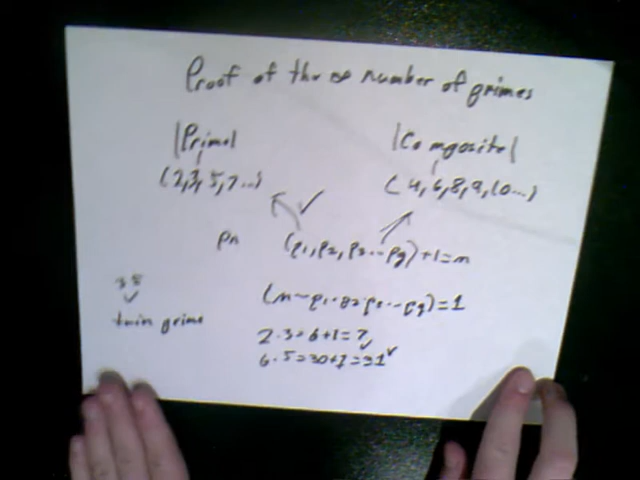 Proof of the ∞ number of primes
|Prime|
|Composite|
(2,3,5,7...)
(4,6,8,9,10...)
✓
pn
(p1,p2,p3...pg)+1=n
35
✓
(n-p1·p2·p3...pg)=1
twin prime
2·3=6+1=7✓
6·5=30+1=31✓